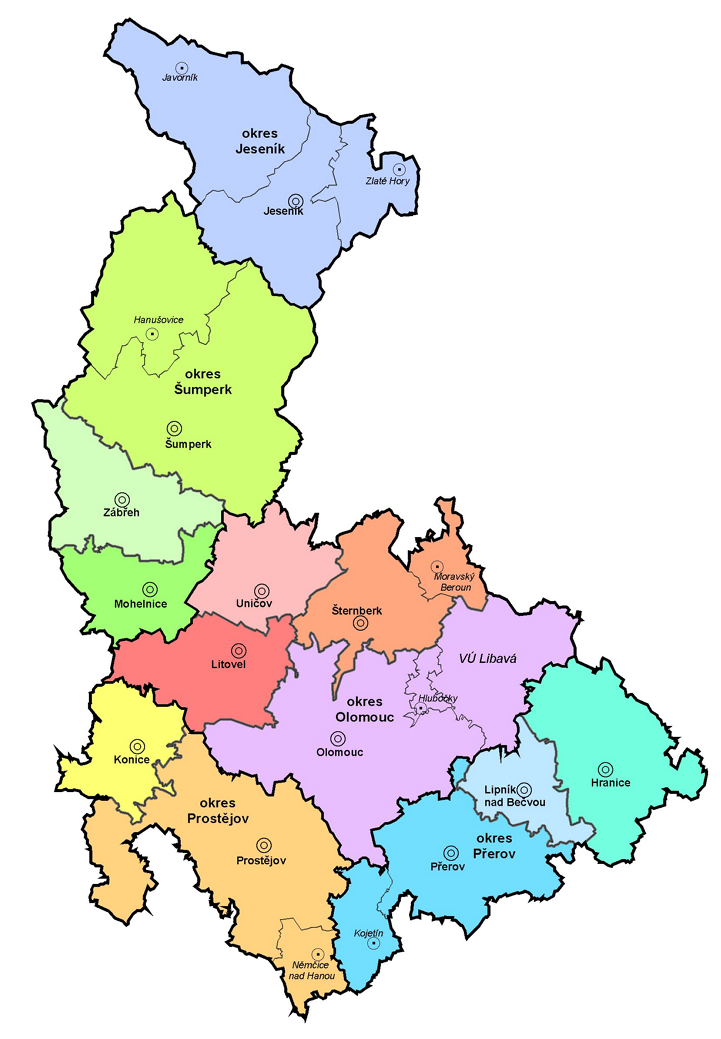 Javorník
okres
Jeseník
Zlaté Hory
Jeseník
Hanušovice
okres
Šumperk
Šumperk
Zábřeh
Moravský
Beroun
Mohelnice
Uničov
Šternberk
Litovel
VÚ Libavá
Hlubočky
okres
Olomouc
Olomouc
Konice
Hranice
Lipník
nad Bečvou
okres
Prostějov
okres
Přerov
Prostějov
Přerov
Kojetín
Němčice
nad Hanou